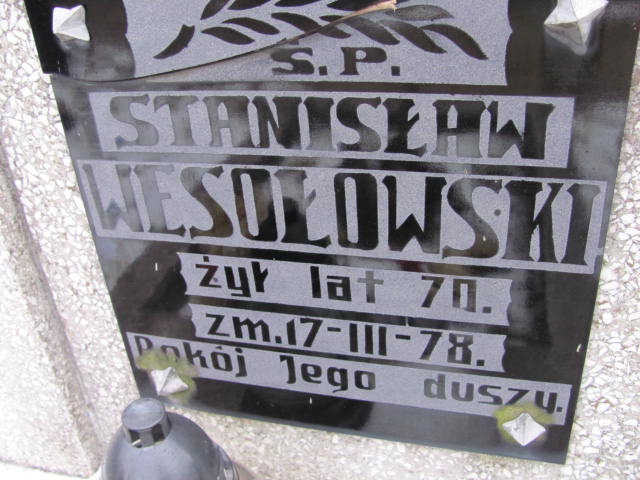 S.P.
STANISŁAW
WESOŁOWSKI
żył lat 70.
zm.17-III-78.
Pokój Jego duszy.